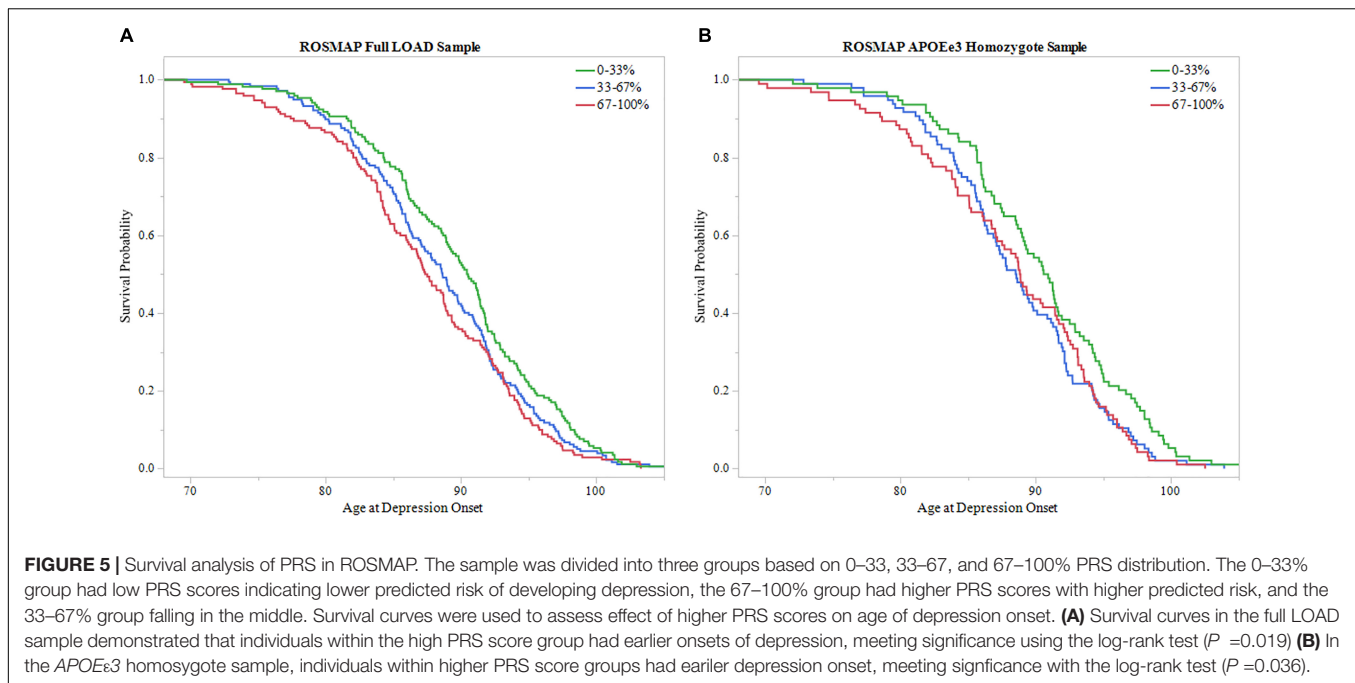 A
ROSMAP Full LOAD Sample
0–33%
33–67%
67–100%
1.0
0.8
0.6
0.4
0.2
0.0
Survival Probability
70 80 90 100
Age at Depression Onset
B
ROSMAP APOEe3 Homozygote Sample
0–33%
33–67%
67–100%
1.0
0.8
0.6
0.4
0.2
0.0
Survival Probability
70 80 90 100
Age at Depression Onset
FIGURE 5 | Survival analysis of PRS in ROSMAP. The sample was divided into three groups based on 0–33, 33–67, and 67–100% PRS distribution. The 0–33%
group had low PRS scores indicating lower predicted risk of developing depression, the 67–100% group had higher PRS scores with higher predicted risk, and the
33–67% group falling in the middle. Survival curves were used to assess effect of higher PRS scores on age of depression onset. (A) Survival curves in the full LOAD
sample demonstrated that individuals within the high PRS score group had earlier onsets of depression, meeting significance using the log-rank test (P =0.019) (B) In
the APOEε3 homosygote sample, individuals within higher PRS score groups had eariler depression onset, meeting signficance with the log-rank test (P =0.036).